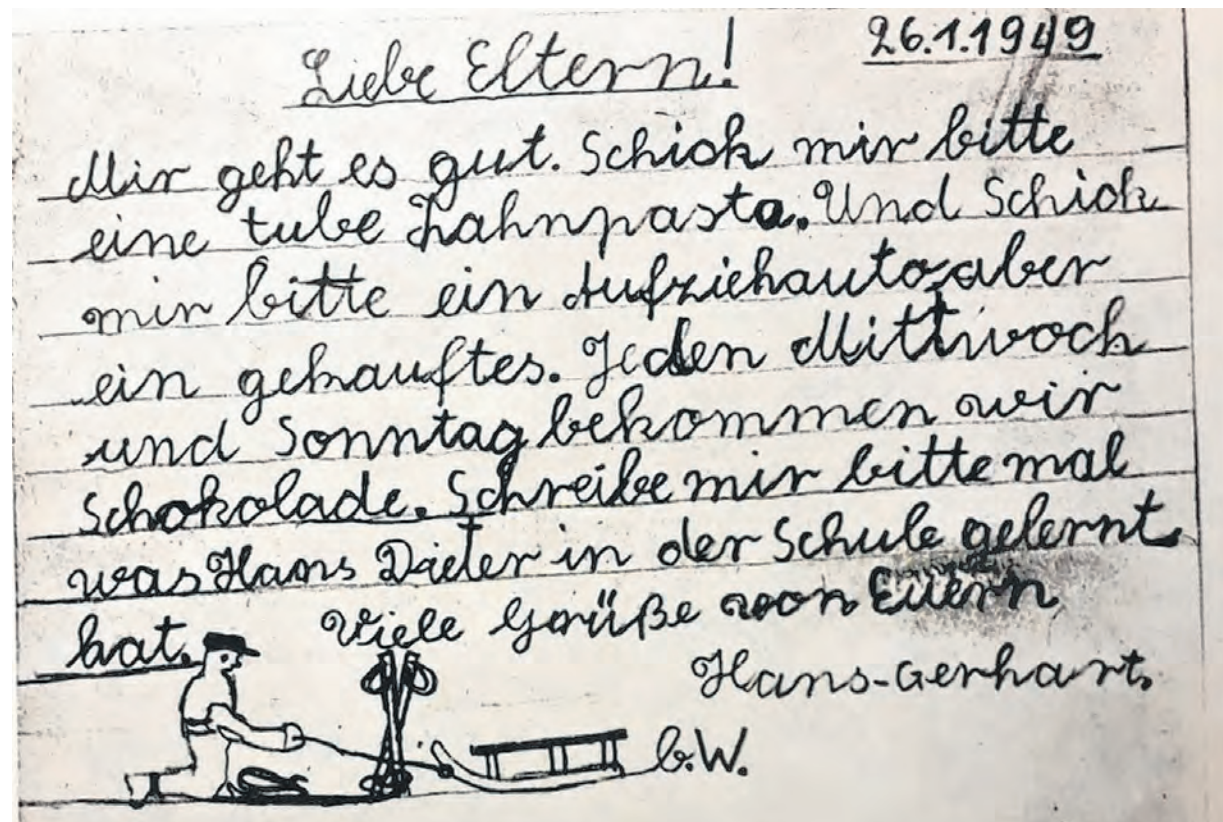 26.1.1949
Liebe Eltern!
Mir geht es gut. Schick mir bitte
eine tube Zahnpasta. Und Schick
mir bitte ein Aufziehauto aber
ein gekauftes. Jeden Mittwoch
und Sonntag bekommen wir
Schokolade. Schreibe mir bitte mal
was Hans Dieter in der Schule gelernt
hat. Viele Grüße von Euern
Hans-Gerhart.
b.W.